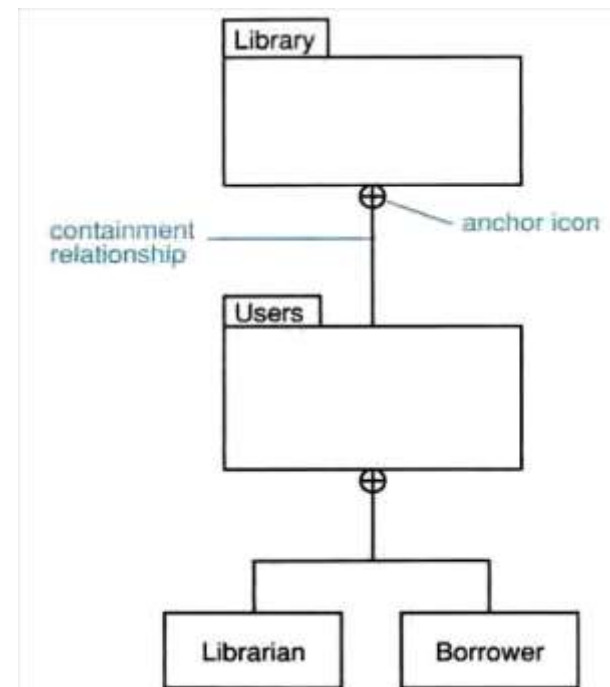 Library
containment
relationship
anchor icon
Users
Librarian
Borrower